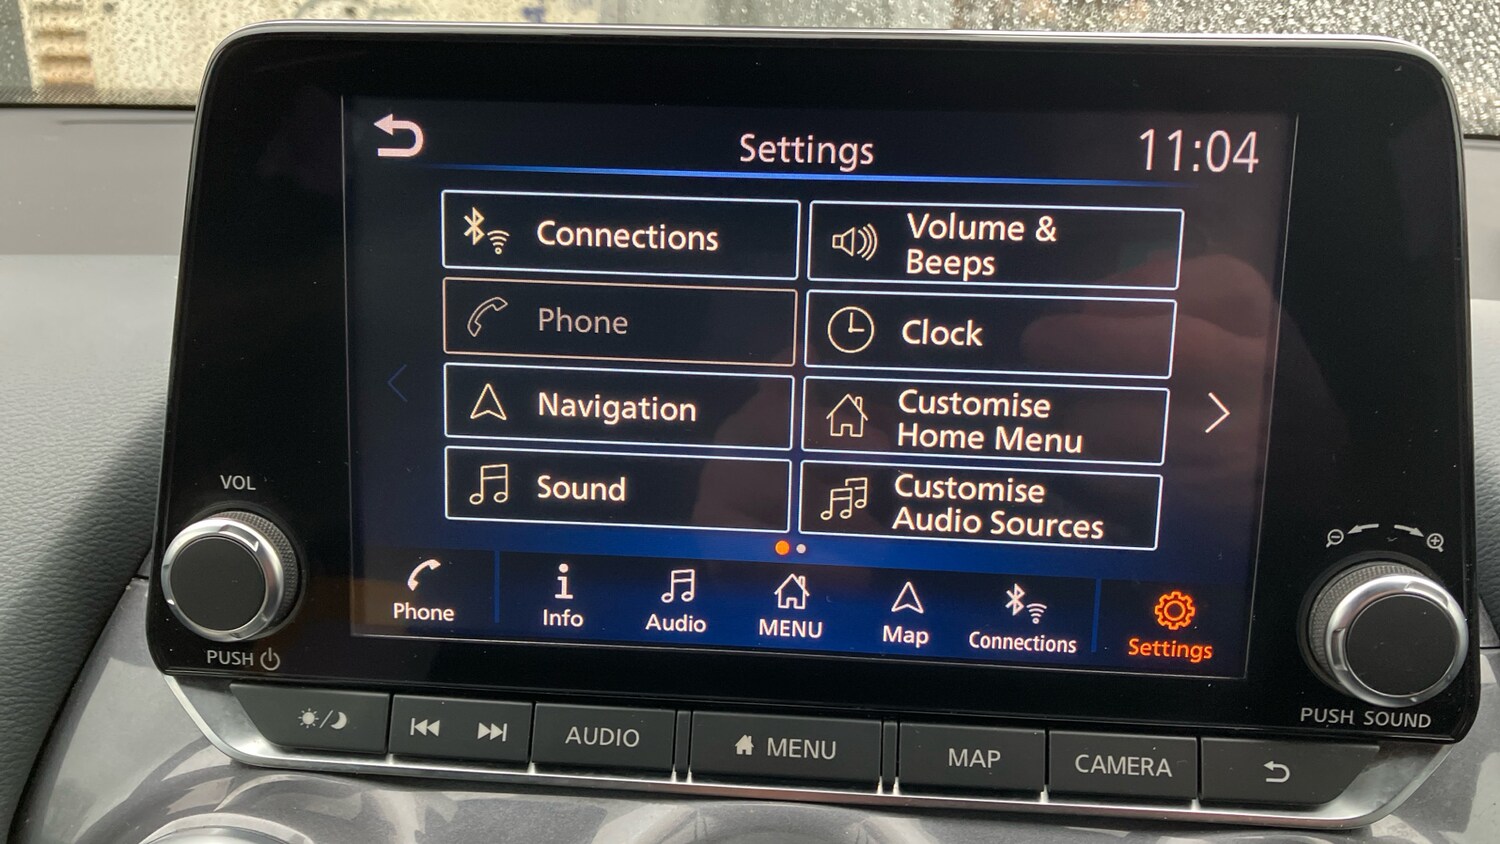 Settings
11:04
Connections
Volume &
Beeps
Phone
Clock
Navigation
Customise
Home Menu
Sound
Customise
Audio Sources
Phone
Info
Audio
MENU
Map
Connections
Settings
VOL
PUSH
PUSH SOUND
AUDIO
MENU
MAP
CAMERA